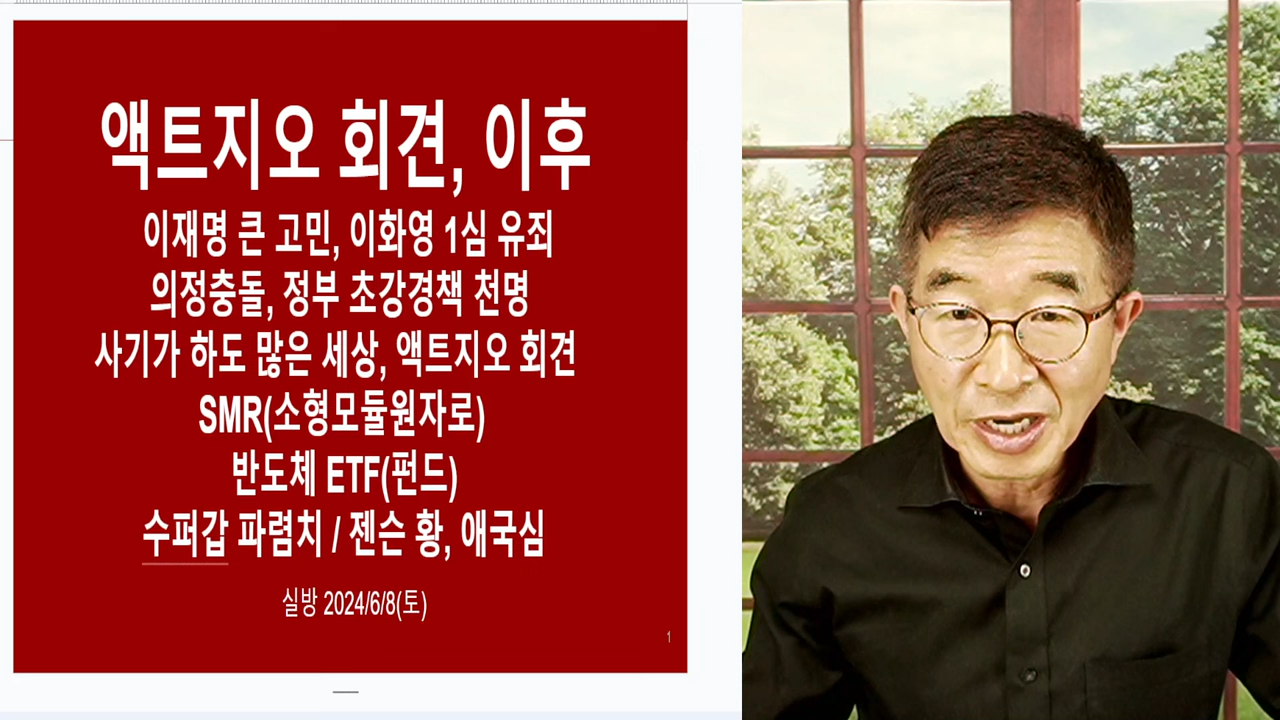 액트지오 회견, 이후
이재명 큰 고민, 이화영 1심 유죄
의정충돌, 정부 초강경책 천명
사기가 하도 많은 세상, 액트지오 회견
SMR(소형모듈원자로)
반도체 ETF(펀드)
수퍼갑 파렴치 / 젠슨 황, 애국심
실방 2024/6/8(토)
1